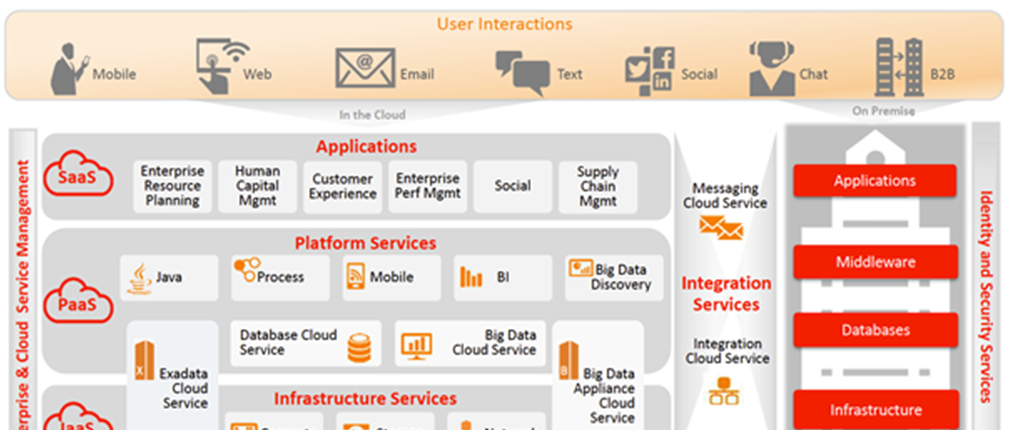 User Interactions
Mobile
Web
Email
Text
Social
Chat
B2B
In the Cloud
On Premise
Applications
SaaS
Enterprise
Resource
Planning
Human
Capital
Mgmt
Customer
Experience
Enterprise
Perf Mgmt
Social
Supply
Chain
Mgmt
Platform Services
PaaS
Java
Process
Mobile
BI
Big Data
Discovery
Database Cloud
Service
Big Data
Cloud Service
X
Exadata
Cloud
Service
B
Big Data
Appliance
Cloud
Service
Infrastructure Services
IaaS
Messaging
Cloud Service
Integration
Services
Integration
Cloud Service
Applications
Middleware
Databases
Infrastructure
& Cloud Service Management
Identity and Security Services